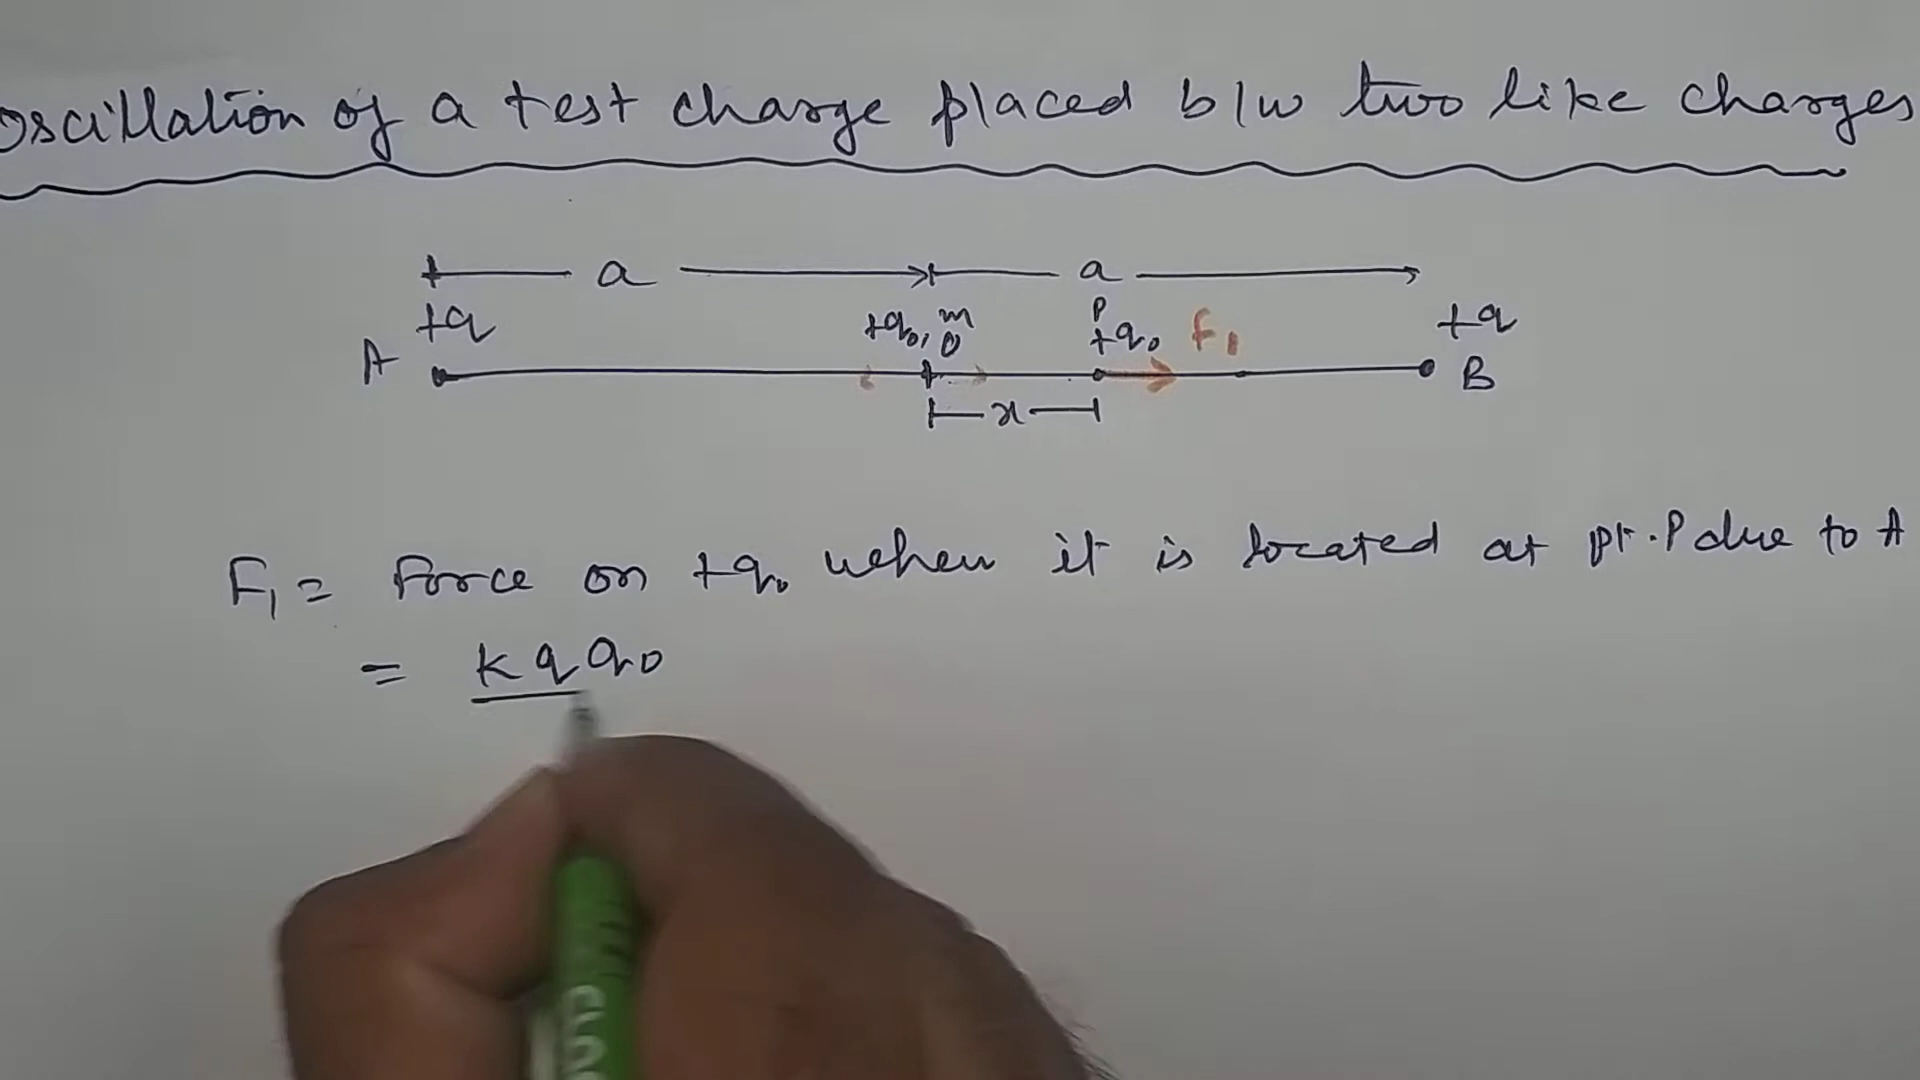 oscillation of a test charge placed b/w two like charges
a a
+q +q₀, m P +q₀ F₁ +q
A O B
x
F₁ = Force on +q₀ when it is located at pt. P due to A
= kqq₀